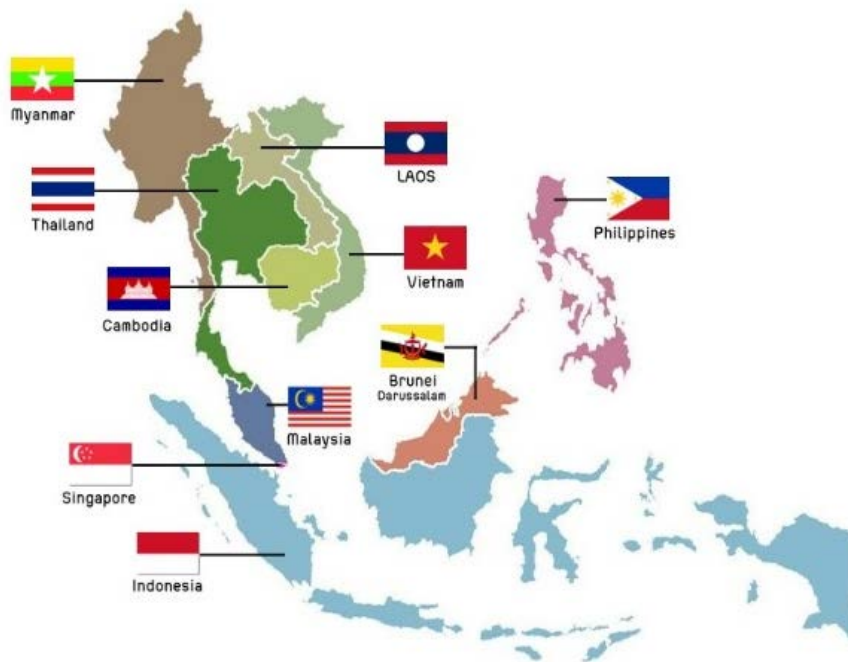 Myanmar
LAOS
Thailand
Philippines
Vietnam
Cambodia
Brunei
Darussalam
Malaysia
Singapore
Indonesia